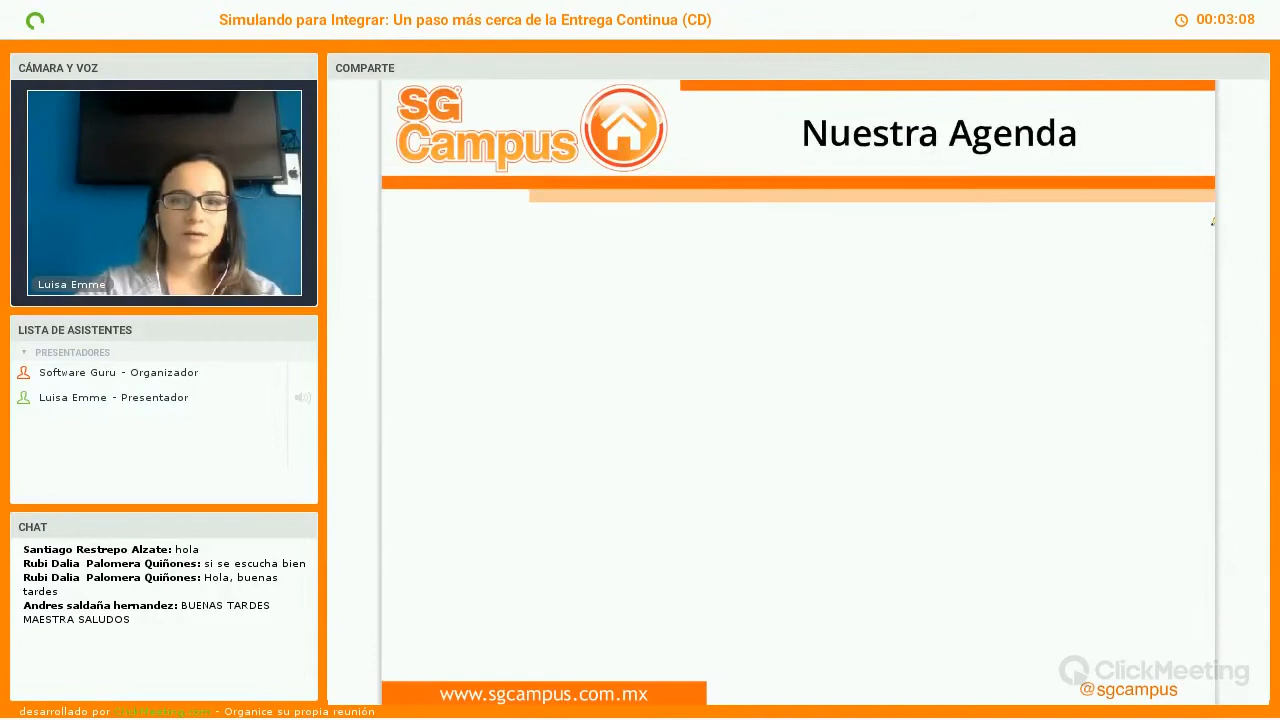 Simulando para Integrar: Un paso más cerca de la Entrega Continua (CD)
00:03:08
CÁMARA Y VOZ
Luisa Emme
LISTA DE ASISTENTES
PRESENTADORES
Software Guru - Organizador
Luisa Emme - Presentador
CHAT
Santiago Restrepo Alzate: hola
Rubi Dalia Palomera Quiñones: si se escucha bien
Rubi Dalia Palomera Quiñones: Hola, buenas
tardes
Andres saldaña hernandez: BUENAS TARDES
MAESTRA SALUDOS
desarrollado por ClickMeeting.com - Organice su propia reunión
COMPARTE
SG
Campus
Nuestra Agenda
www.sgcampus.com.mx
ClickMeeting
@sgcampus